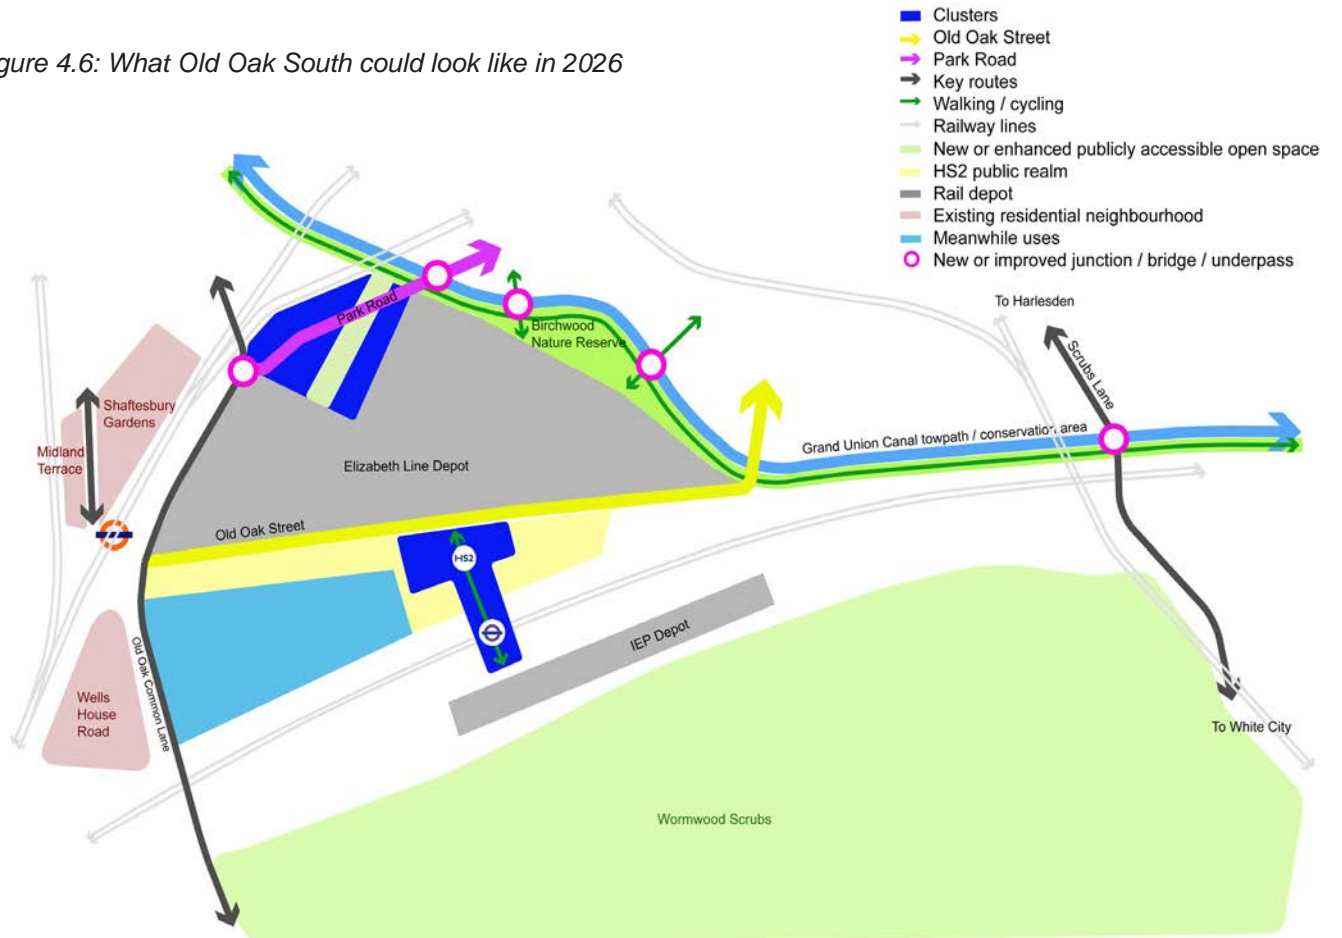 gure 4.6: What Old Oak South could look like in 2026
Clusters
Old Oak Street
Park Road
Key routes
Walking / cycling
Railway lines
New or enhanced publicly accessible open space
HS2 public realm
Rail depot
Existing residential neighbourhood
Meanwhile uses
New or improved junction / bridge / underpass
To Harlesden
Park Road
Birchwood
Nature Reserve
Scrubs Lane
Shaftesbury
Gardens
Midland
Terrace
Grand Union Canal towpath / conservation area
Elizabeth Line Depot
Old Oak Street
HS2
IEP Depot
Old Oak Common Lane
Wells
House
Road
To White City
Wormwood Scrubs